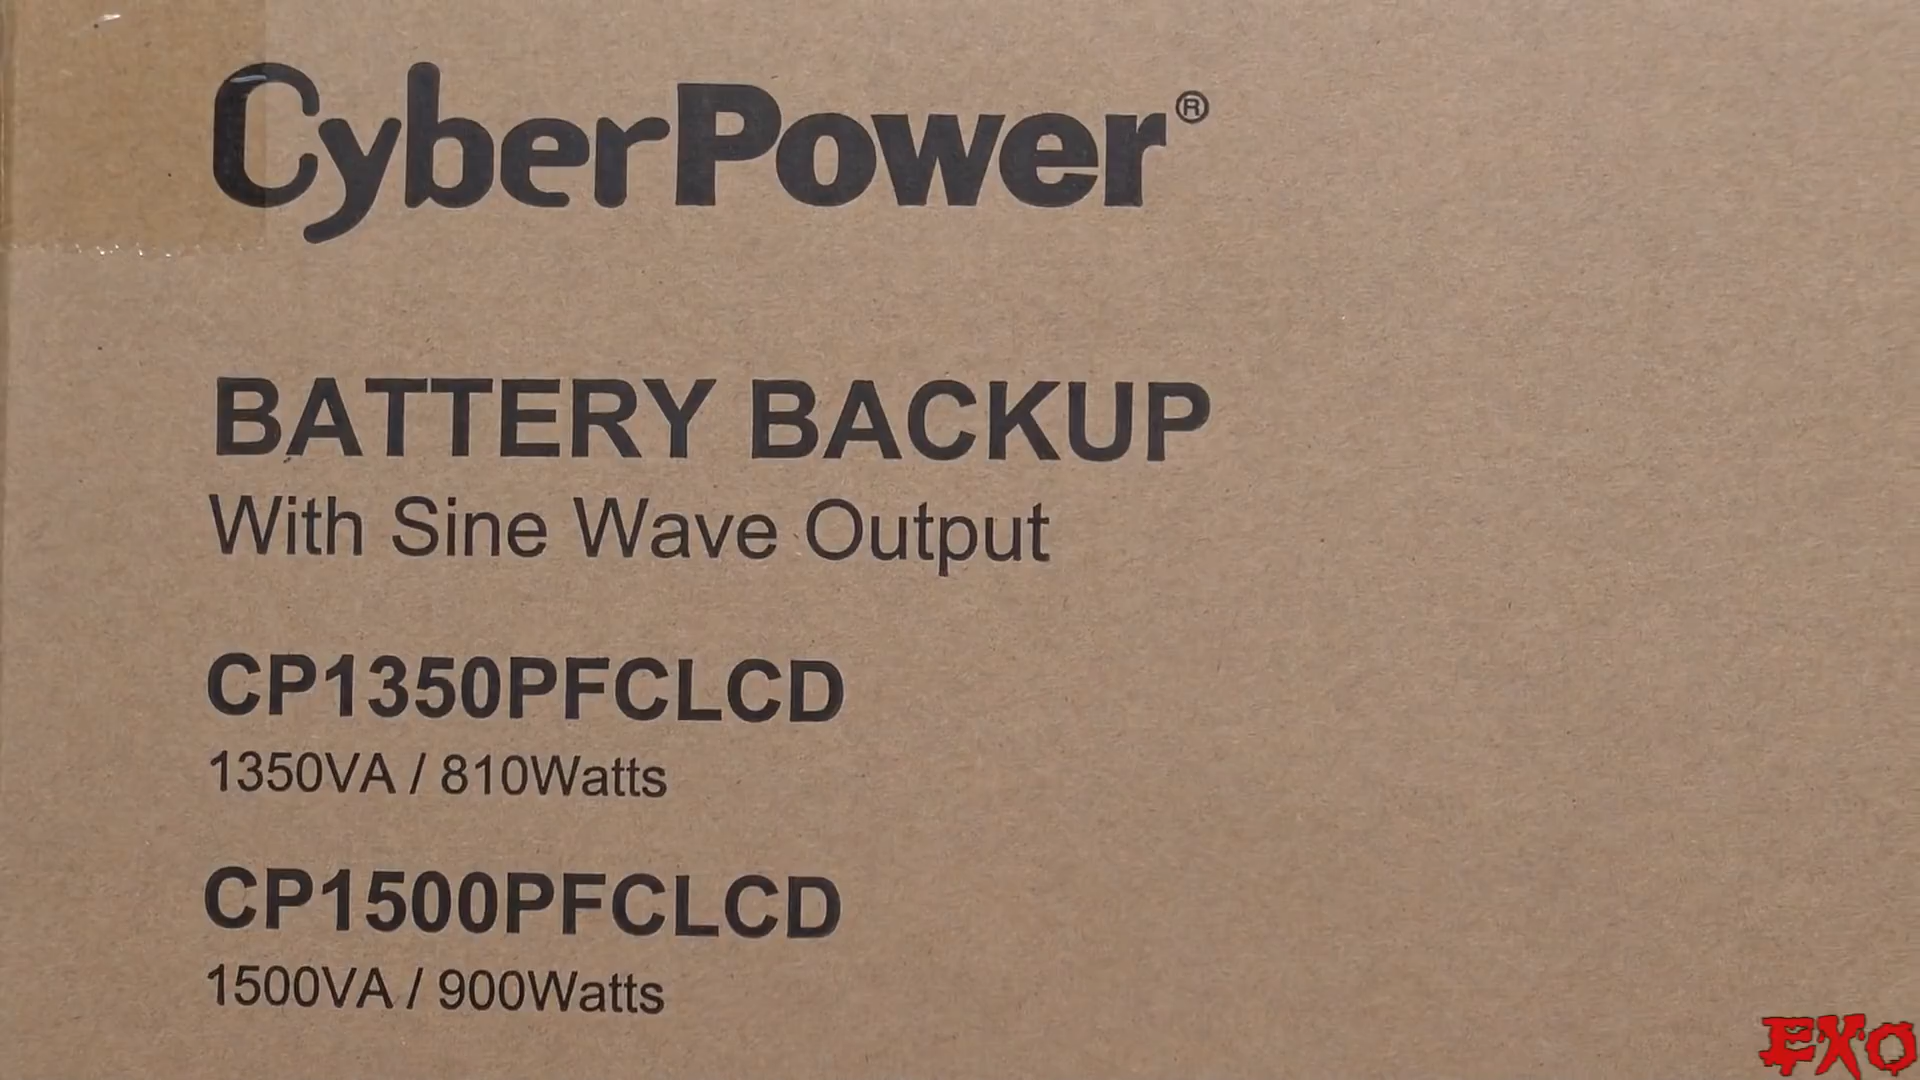 CyberPower®
BATTERY BACKUP
With Sine Wave Output
CP1350PFCLCD
1350VA / 810Watts
CP1500PFCLCD
1500VA / 900Watts
EXO